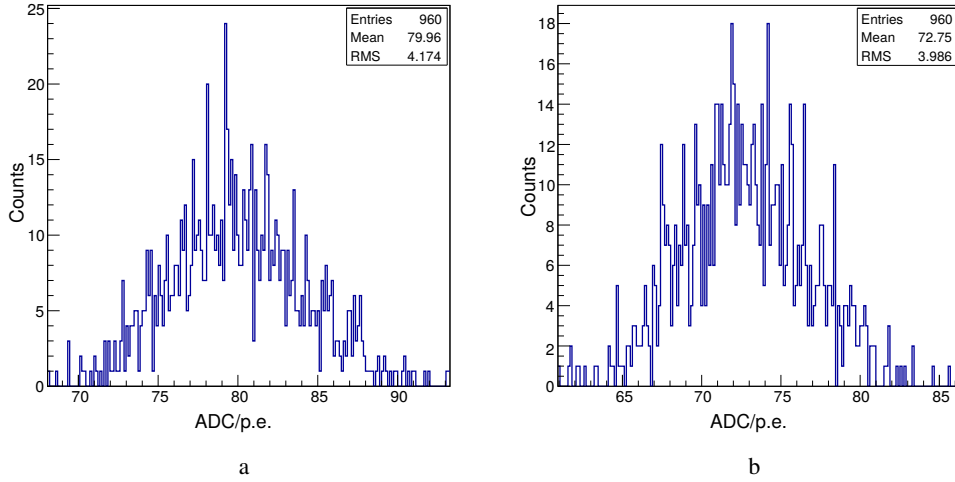 25
20
15
10
5
0
Counts
70 75 80 85 90
ADC/p.e.
Entries 960
Mean 79.96
RMS 4.174
a
18
16
14
12
10
8
6
4
2
0
Counts
65 70 75 80 85
ADC/p.e.
Entries 960
Mean 72.75
RMS 3.986
b